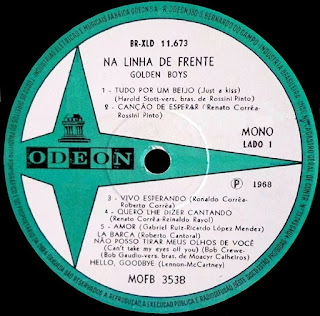 BR-XLD 11.673
NA LINHA DE FRENTE
GOLDEN BOYS
1 - TUDO POR UM BEIJO (Just a kiss)
(Harold Stott-vers. bras. de Rossini Pinto)
2 - CANÇÃO DE ESPERAR / Renato Corrêa-
Rossini Pinto)
MONO
LADO 1
ODEON
P 1968
3 - VIVO ESPERANDO (Ronaldo Corrêa-
Roberto Corrêa)
4 - QUERO LHE DIZER CANTANDO
(Renato Corrêa-Reinaldo Rayol)
5 - AMOR (Gabriel Ruiz-Ricardo López Mendez)
LA BARCA (Roberto Cantoral)
NÃO POSSO TIRAR MEUS OLHOS DE VOCÊ
(Can't take my eyes off you) (Bob Crewe-
(Bob Gaudio-vers. bras. de Moacyr Calheiros)
HELLO, GOODBYE (Lennon-McCartney)
MOFB 3538